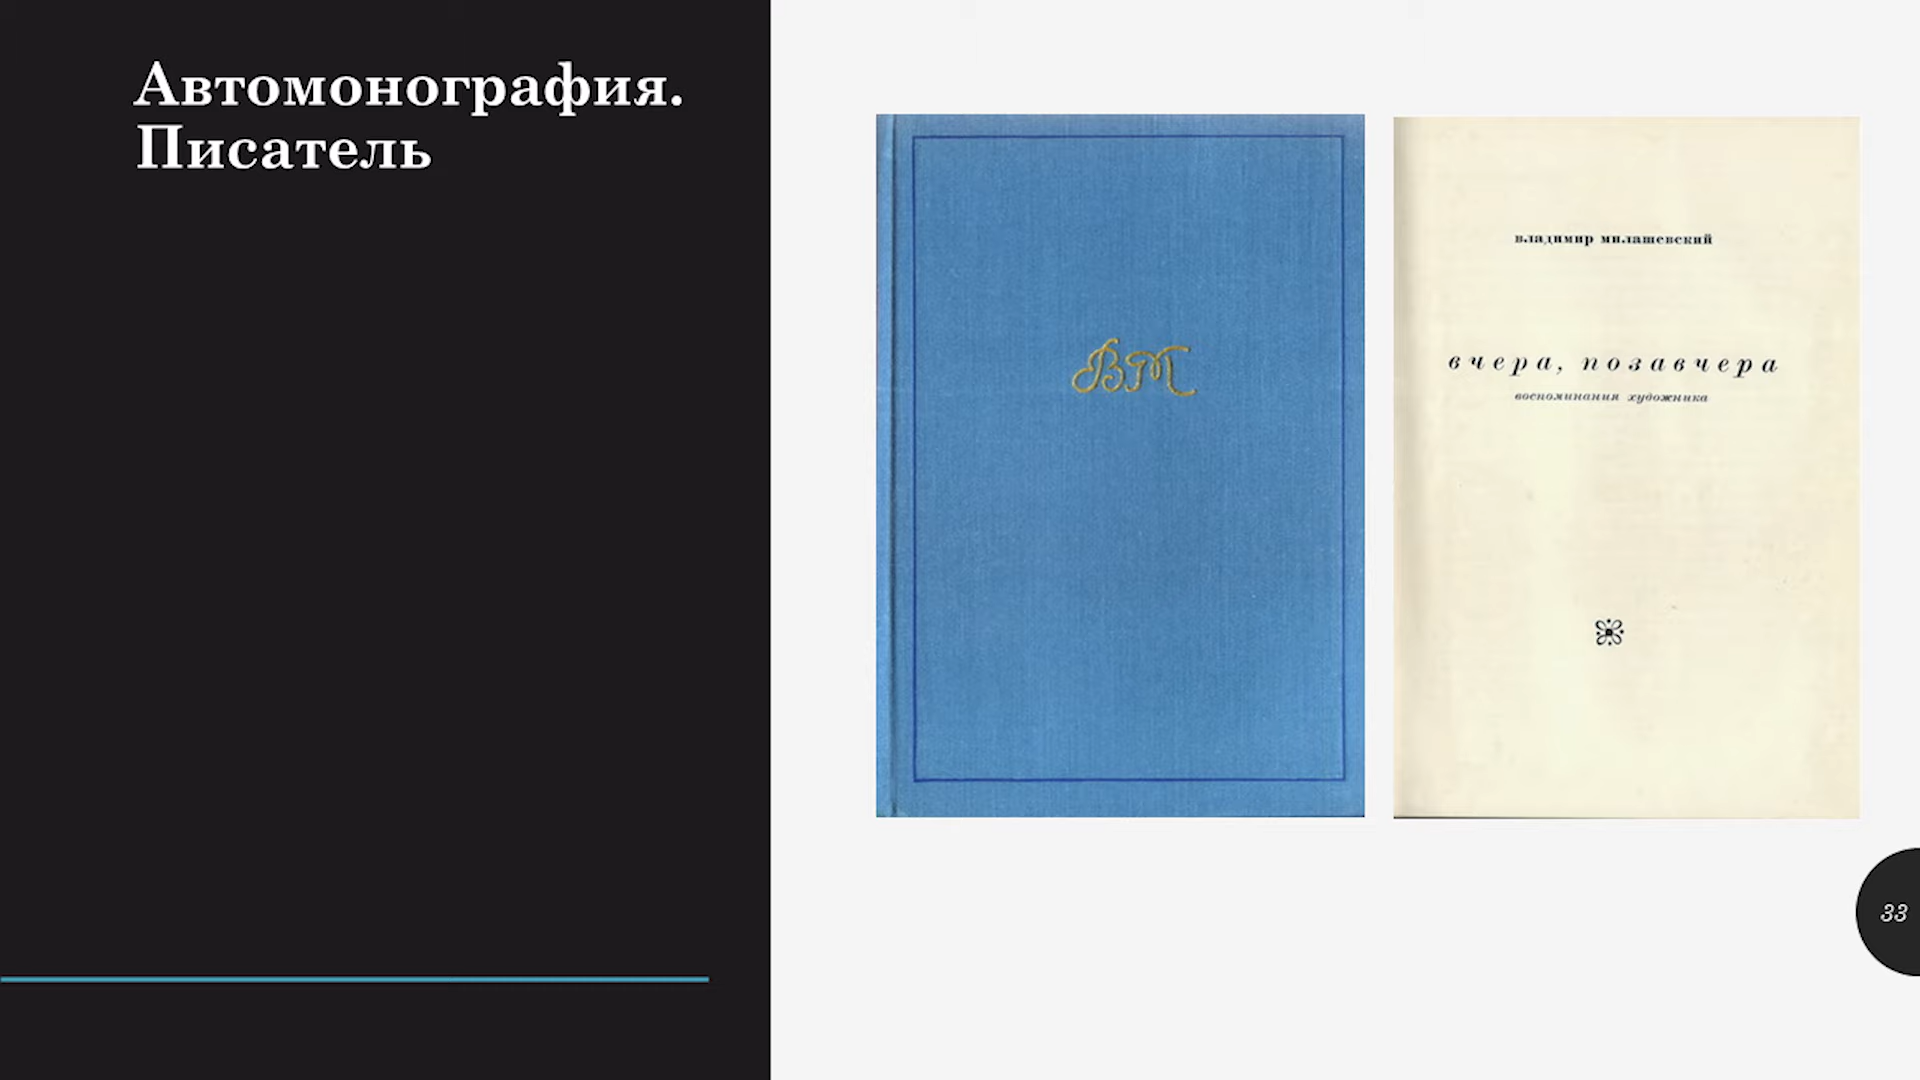 Автомонография.
Писатель
ВМ
владимир милашевский
вчера, позавчера
воспоминания художника
33